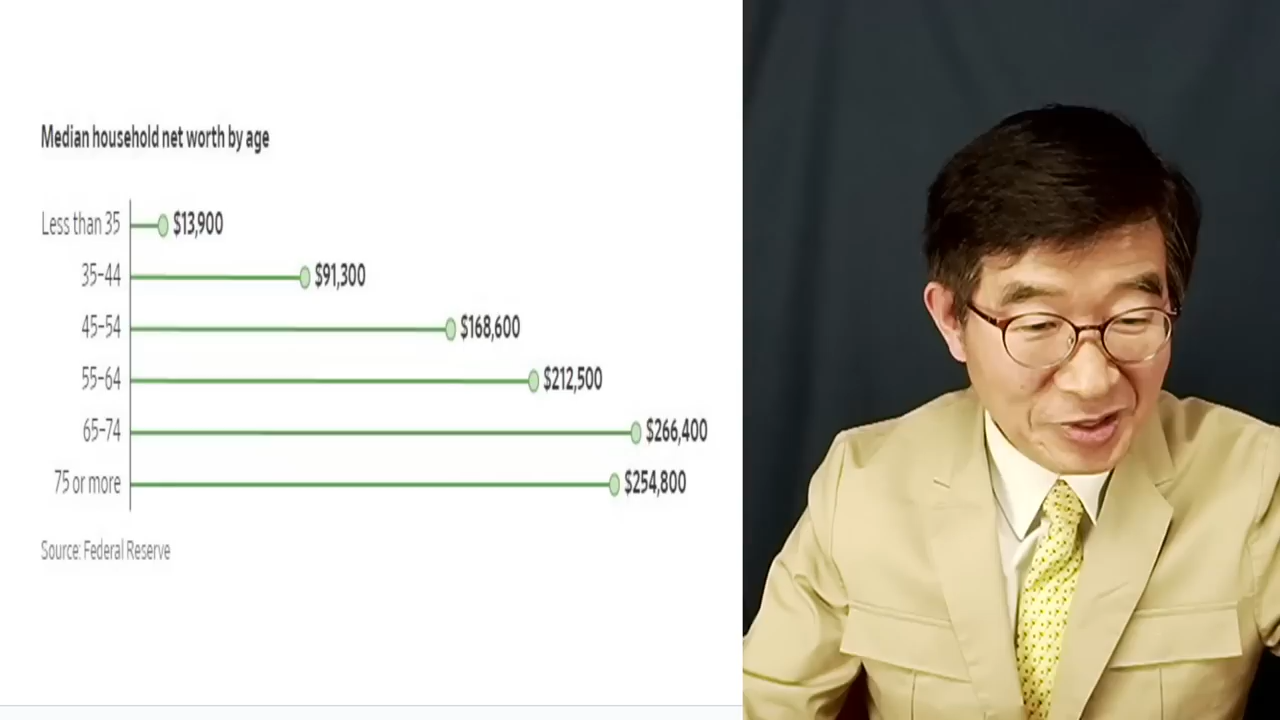 Median household net worth by age
Less than 35 $13,900
35-44 $91,300
45-54 $168,600
55-64 $212,500
65-74 $266,400
75 or more $254,800
Source: Federal Reserve